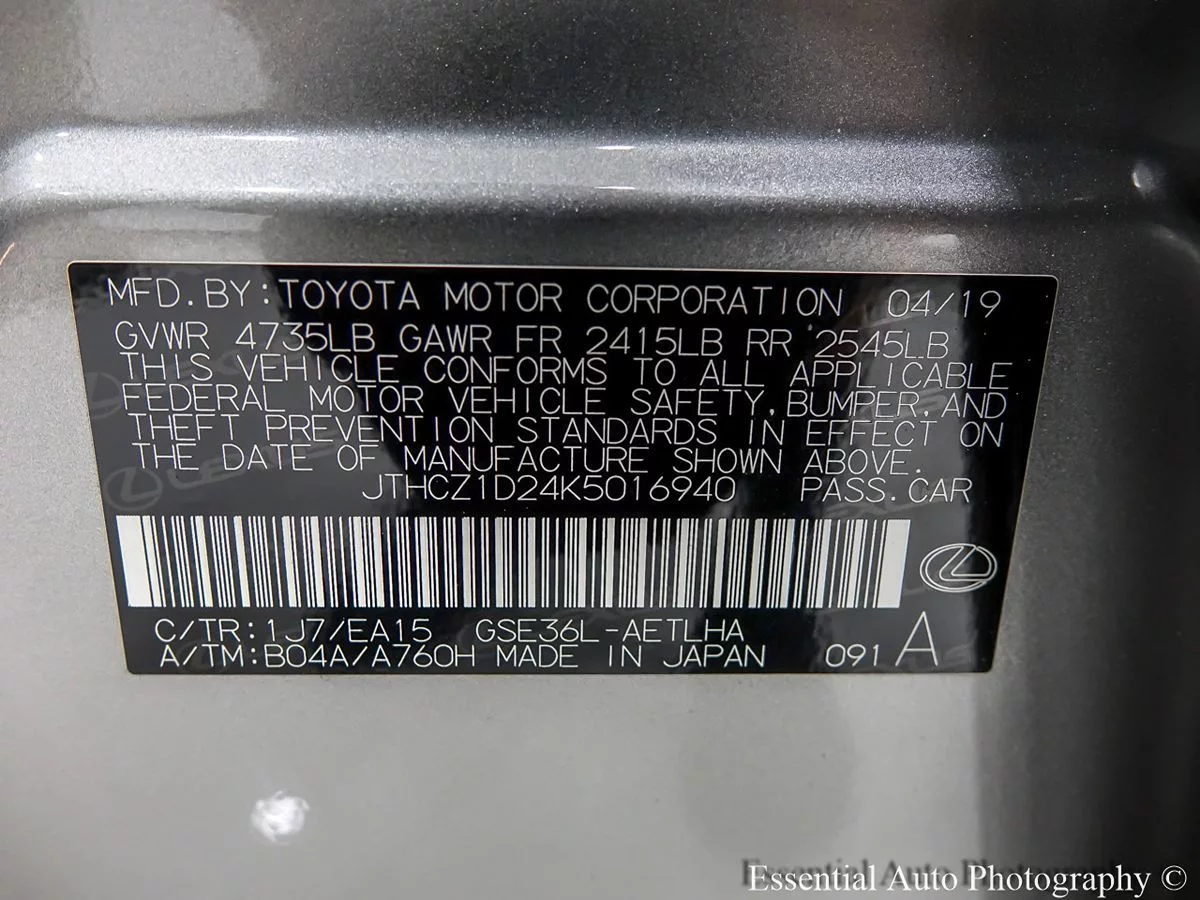 MFD.BY:TOYOTA MOTOR CORPORATION 04/19
GVWR 4735LB GAWR FR 2415LB RR 2545LB
THIS VEHICLE CONFORMS TO ALL APPLICABLE
FEDERAL MOTOR VEHICLE SAFETY,BUMPER,AND
THEFT PREVENTION STANDARDS IN EFFECT ON
THE DATE OF MANUFACTURE SHOWN ABOVE.
JTHCZ1D24K5016940 PASS.CAR
C/TR:1J7/EA15 GSE36L-AETLHA
A/TM:B04A/A760H MADE IN JAPAN 091 A
Essential Auto Photography ©